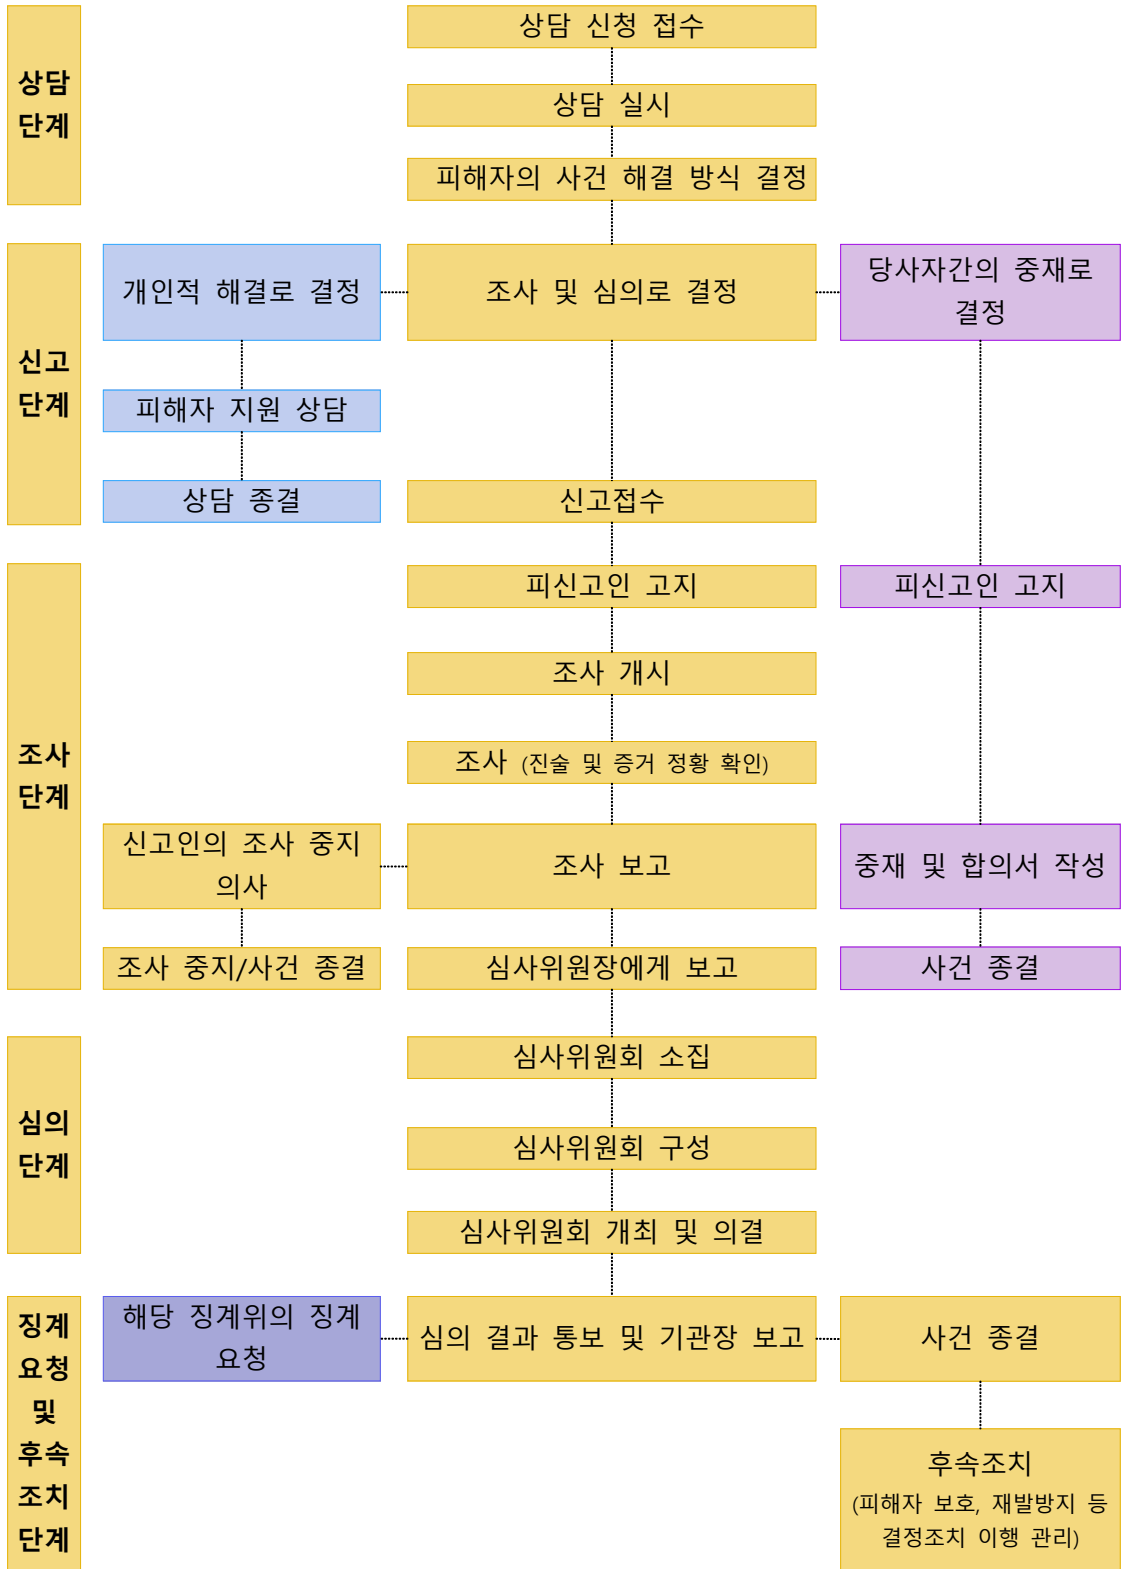 상담
단계
상담 신청 접수
상담 실시
피해자의 사건 해결 방식 결정
신고
단계
개인적 해결로 결정
조사 및 심의로 결정
당사자간의 중재로
결정
피해자 지원 상담
상담 종결
신고접수
조사
단계
피신고인 고지
피신고인 고지
조사 개시
조사 (진술 및 증거 정황 확인)
신고인의 조사 중지
의사
조사 보고
중재 및 합의서 작성
조사 중지/사건 종결
심사위원장에게 보고
사건 종결
심의
단계
심사위원회 소집
심사위원회 구성
심사위원회 개최 및 의결
징계
요청
및
후속
조치
단계
해당 징계위의 징계
요청
심의 결과 통보 및 기관장 보고
사건 종결
후속조치
(피해자 보호, 재발방지 등
결정조치 이행 관리)